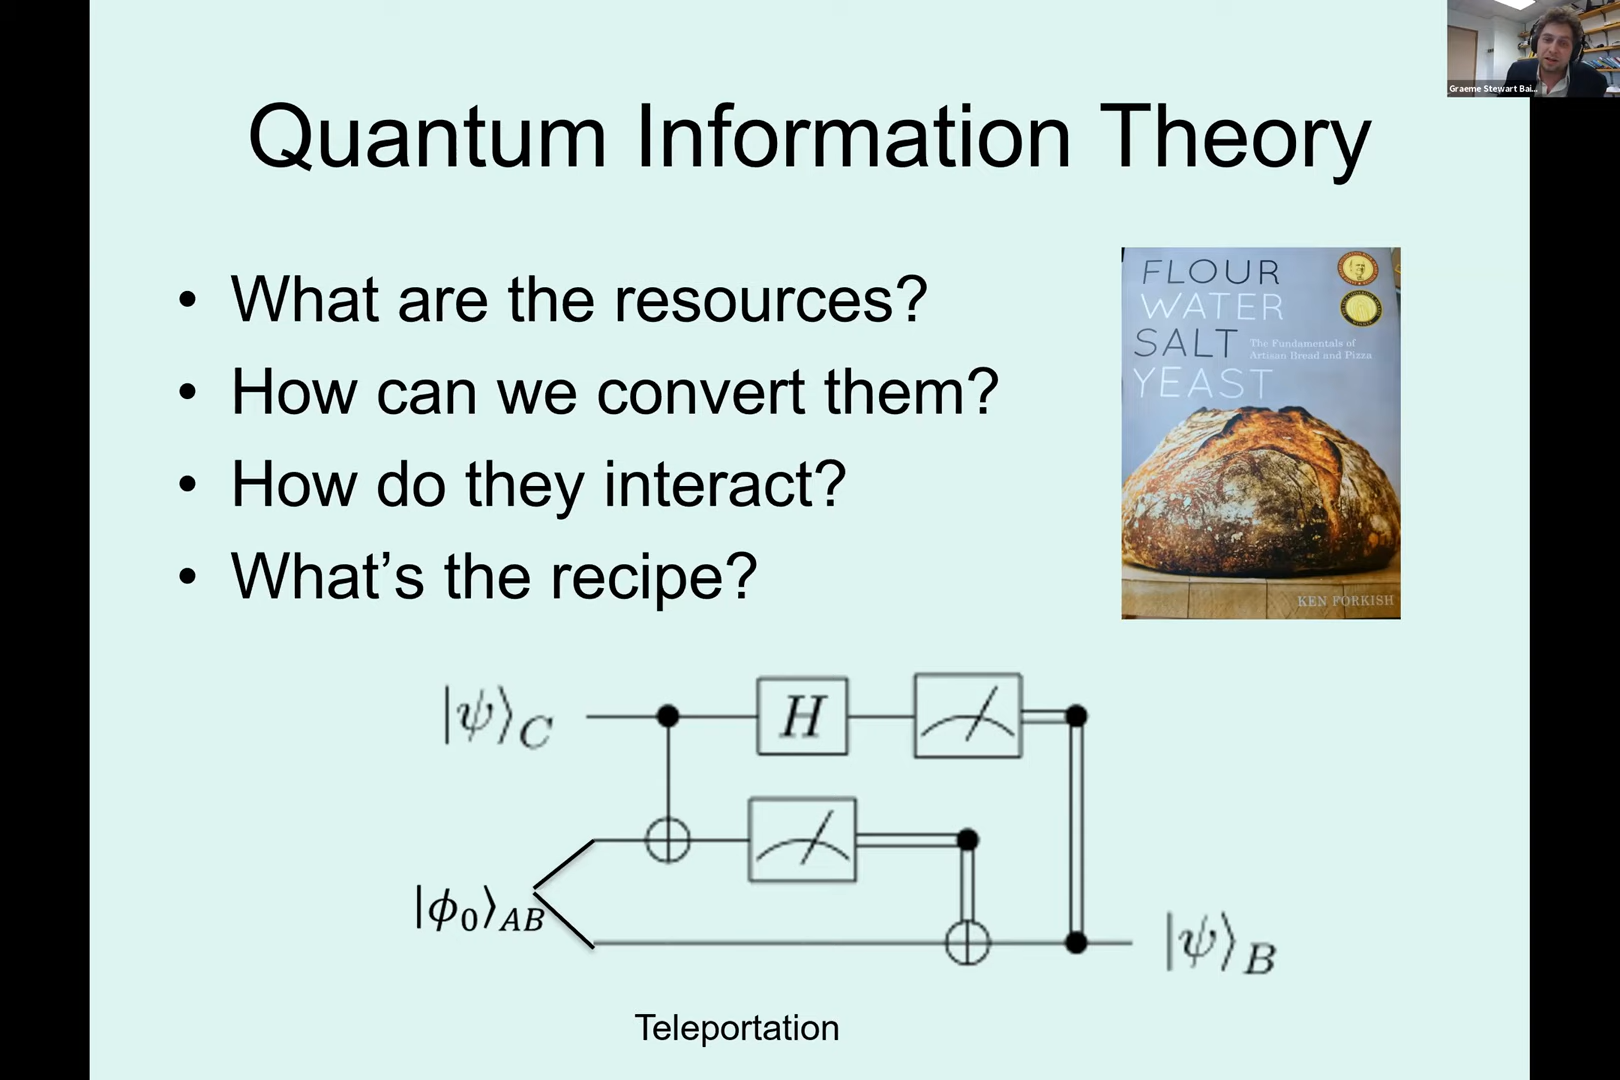 Graeme Stewart Bai...
Quantum Information Theory
• What are the resources?
• How can we convert them?
• How do they interact?
• What’s the recipe?
FLOUR
WATER
SALT
The Fundamentals of
Artisan Bread and Pizza
YEAST
KEN FORKISH
|ψ⟩C
H
|ϕ0⟩AB
|ψ⟩B
Teleportation